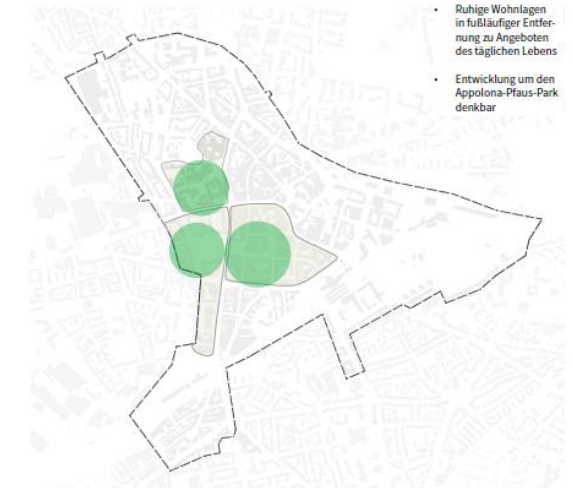 • Ruhige Wohnlagen
in fußläufiger Entfer-
nung zu Angeboten
des täglichen Lebens
• Entwicklung um den
Appolona-Pfaus-Park
denkbar